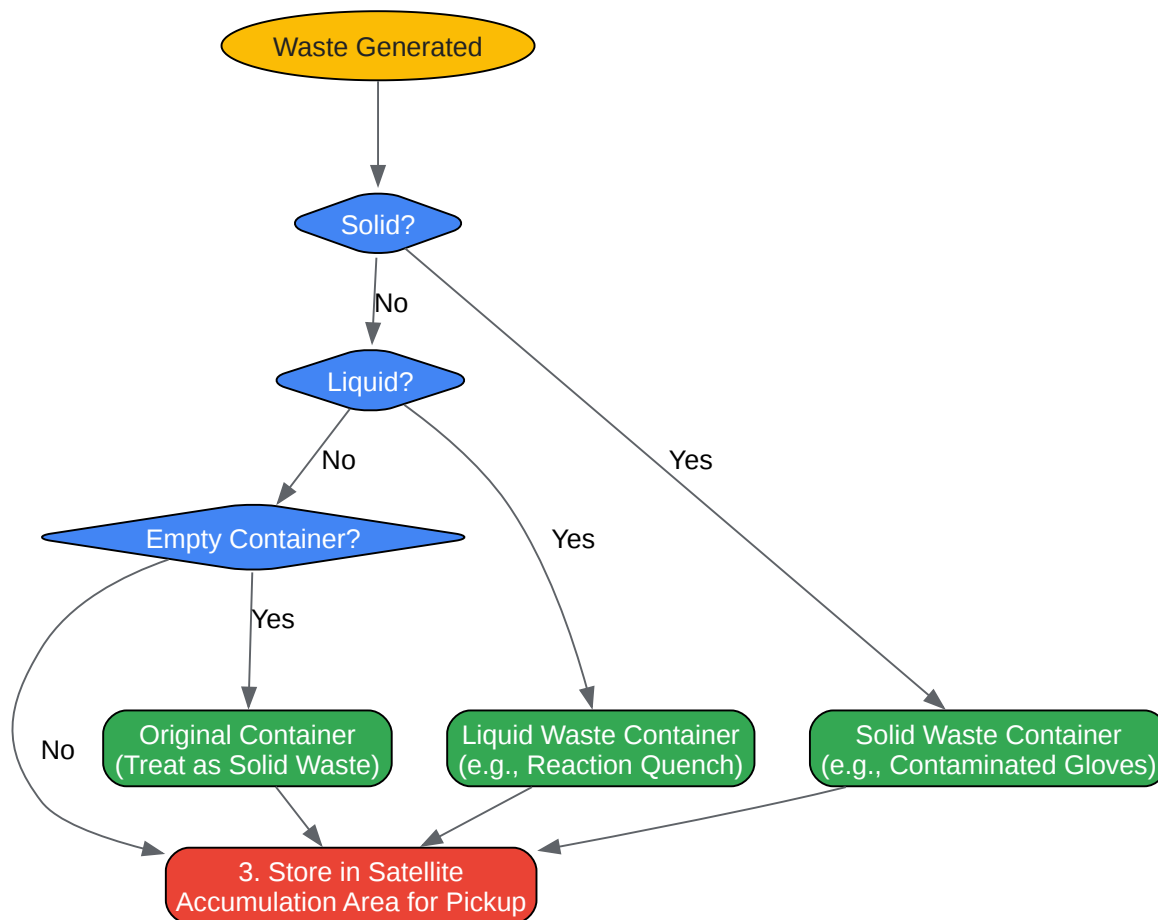 Waste Generated
Solid?
No
Liquid?
Yes
No
Yes
Empty Container?
Yes
Original Container
(Treat as Solid Waste)
Liquid Waste Container
(e.g., Reaction Quench)
Solid Waste Container
(e.g., Contaminated Gloves)
No
3. Store in Satellite
Accumulation Area for Pickup